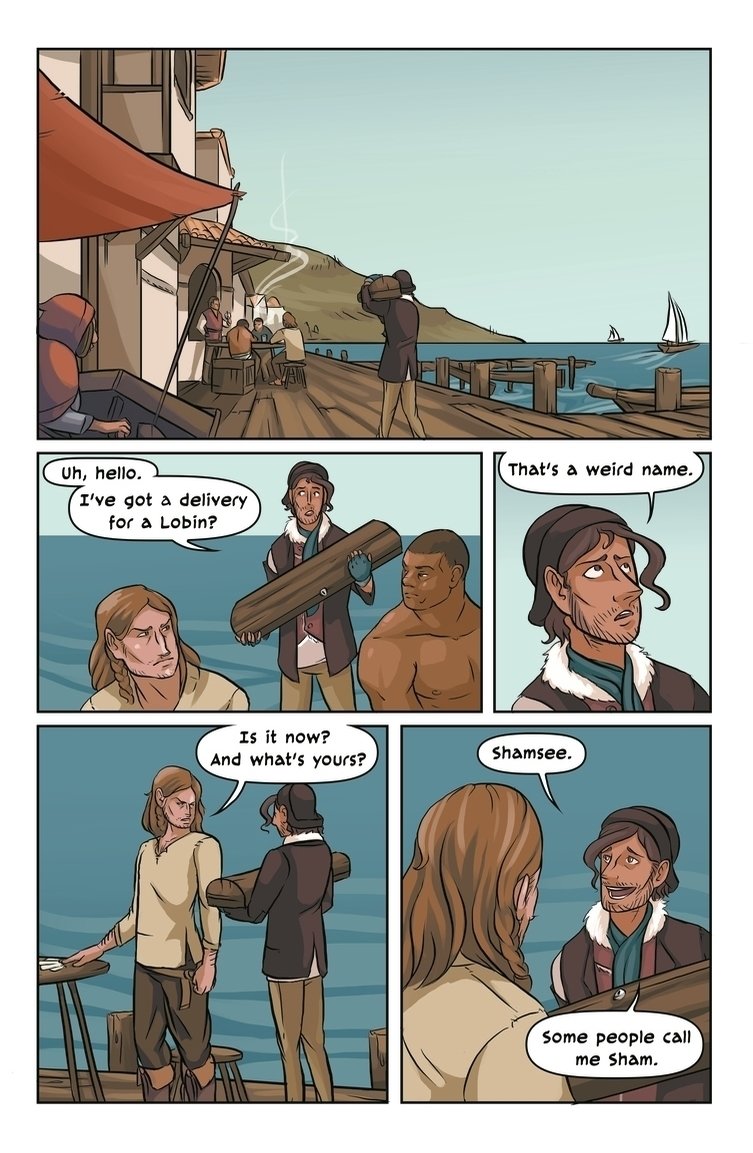 Uh, hello.
I've got a delivery
for a Lobin?
That's a weird name.
Is it now?
And what's yours?
Shamsee.
Some people call
me Sham.